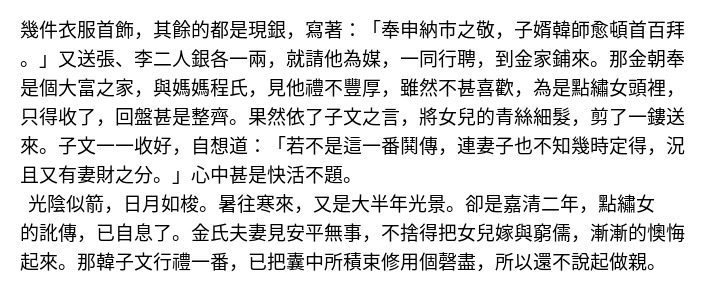 幾件衣服首飾，其餘的都是現銀，寫著：「奉申納市之敬，子婿韓師愈頓首百拜
。」又送張、李二人銀各一兩，就請他為媒，一同行聘，到金家鋪來。那金朝奉
是個大富之家，與媽媽程氏，見他禮不豐厚，雖然不甚喜歡，為是點繡女頭裡，
只得收了，回盤甚是整齊。果然依了子文之言，將女兒的青絲細髮，剪了一鏤送
來。子文一一收好，自想道：「若不是這一番鬨傳，連妻子也不知幾時定得，況
且又有妻財之分。」心中甚是快活不題。
光陰似箭，日月如梭。暑往寒來，又是大半年光景。卻是嘉清二年，點繡女
的訛傳，已自息了。金氏夫妻見安平無事，不捨得把女兒嫁與窮儒，漸漸的懊悔
起來。那韓子文行禮一番，已把囊中所積束修用個磬盡，所以還不說起做親。